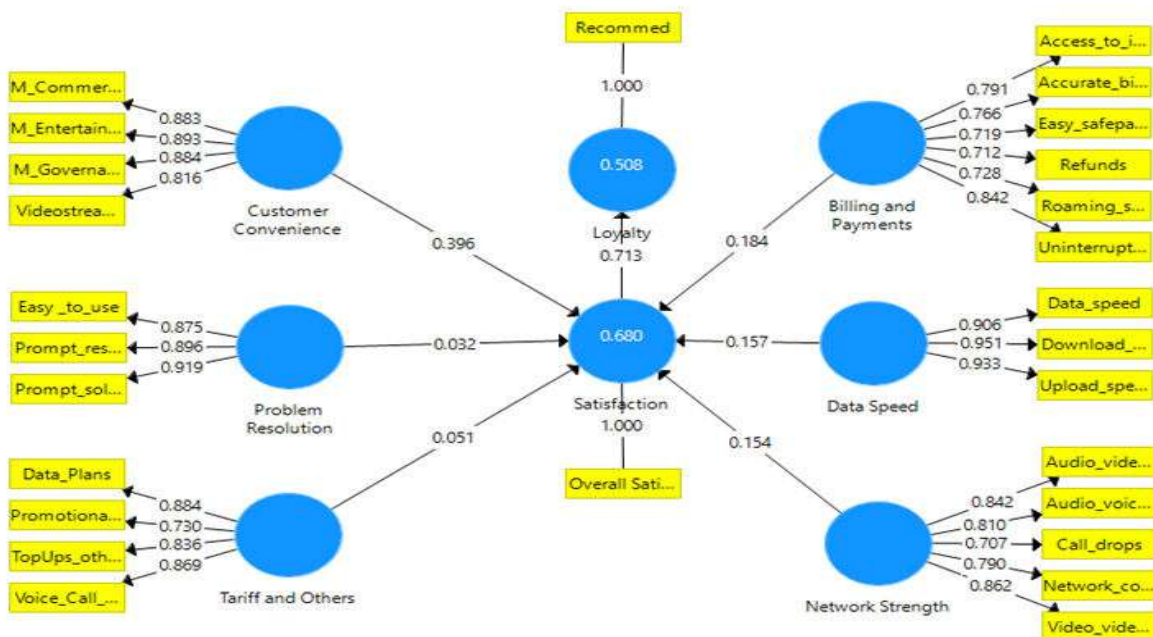 Recommed
1.000
0.508
Loyalty
0.713
M_Commer...
M_Entertain...
M_Governa...
Videostrea...
0.883
0.893
0.884
0.816
Customer
Convenience
0.396
Access_to_i...
Accurate_bi...
Easy_safepa...
Refunds
Roaming_s...
Uninterrupt...
0.791
0.766
0.719
0.712
0.728
0.842
Billing and
Payments
0.184
Easy _to_use
Prompt_res...
Prompt_sol...
0.875
0.896
0.919
Problem
Resolution
0.032
0.680
Satisfaction
1.000
Overall Sati...
Data_speed
Download_...
Upload_spe...
0.906
0.951
0.933
Data Speed
0.157
Data_Plans
Promotiona...
TopUps_oth...
Voice_Call_...
0.884
0.730
0.836
0.869
Tariff and Others
0.051
Audio_vide...
Audio_voic...
Call_drops
Network_co...
Video_vide...
0.842
0.810
0.707
0.790
0.862
Network Strength
0.154